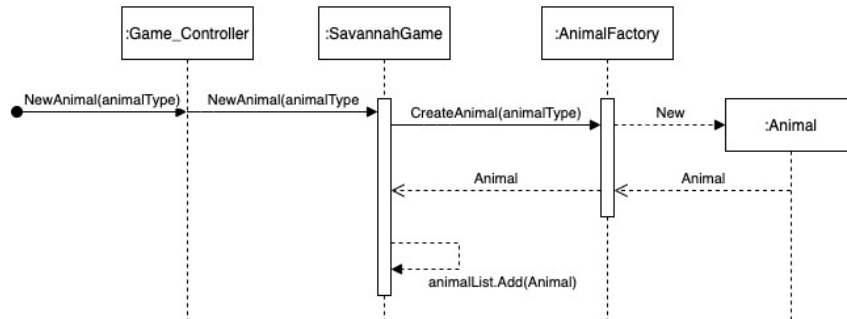 :Game_Controller
:SavannahGame
:AnimalFactory
NewAnimal(animalType)
NewAnimal(animalType
CreateAnimal(animalType)
New
:Animal
Animal
Animal
animalList.Add(Animal)